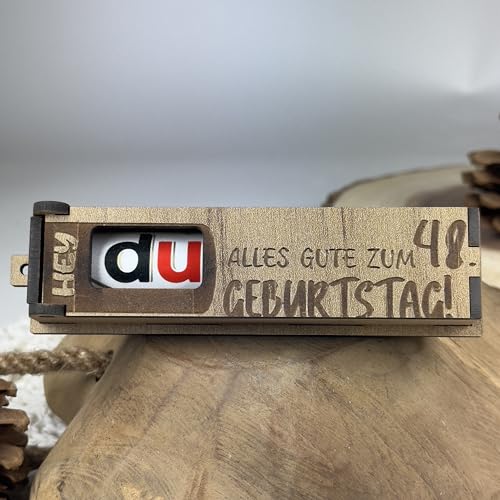 HEY
du
ALLES GUTE ZUM 48.
GEBURTSTAG!